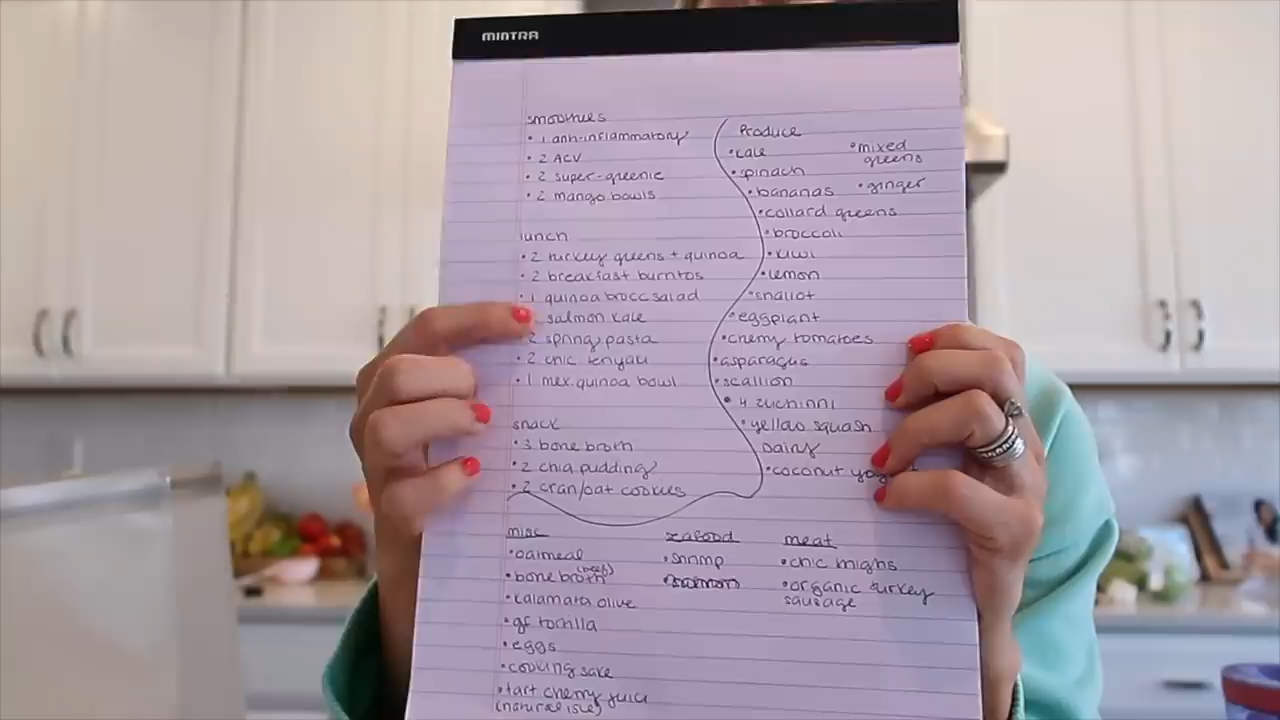 MINTRA
smoothies
• 1 anti-inflammatory
• 2 ACV
• 2 super-greenie
• 2 mango bowls
lunch
• 2 turkey greens + quinoa
• 2 breakfast burritos
• 1 quinoa brocc salad
salmon kale
2 spring pasta
• 2 chic teriyaki
• 1 mex. quinoa bowl
snack
• 3 bone broth
• 2 chia pudding
• 2 cran/oat cookies
Produce
• kale
• mixed greens
• spinach
• bananas
• ginger
• collard greens
• broccoli
• kiwi
• lemon
• shallot
• eggplant
• cherry tomatoes
• asparagus
• scallion
• 4 zuchinni
• yellow squash
Dairy
• coconut yog
misc
• oatmeal
• bone broth (beef)
• kalamata olive
• gf tortilla
• eggs
• cooking sake
• tart cherry juice
(natural isle)
seafood
• shrimp
• salmon
meat
• chic thighs
• organic turkey
sausage